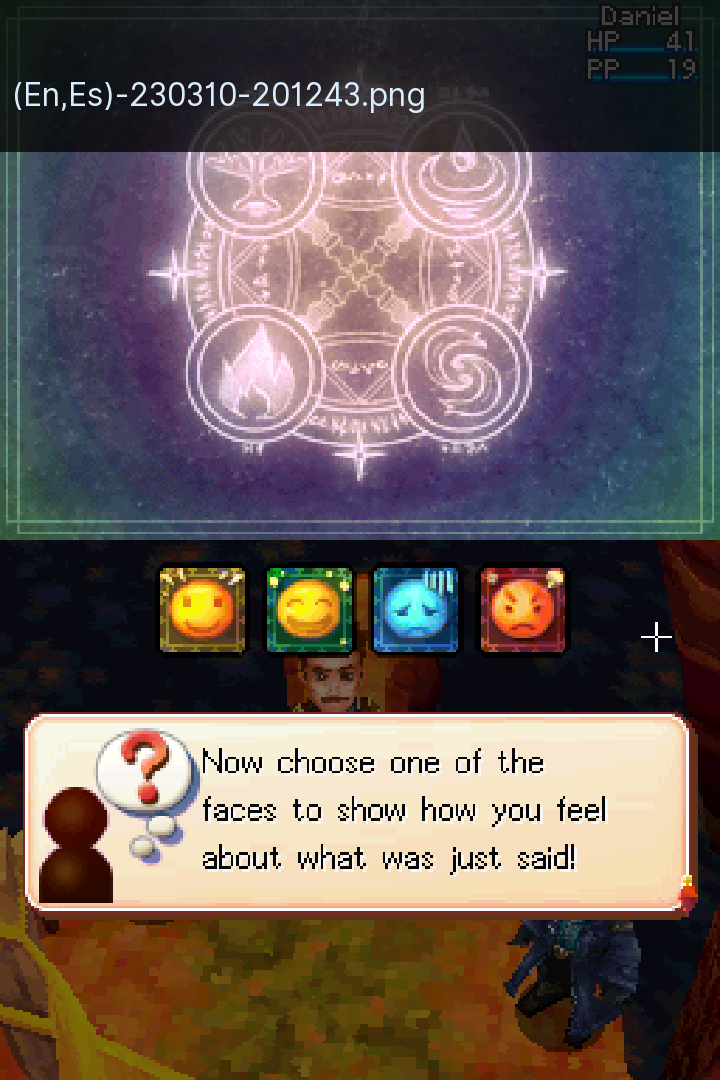 Daniel
HP 41
PP 19
(En,Es)-230310-201243.png
Now choose one of the
faces to show how you feel
about what was just said!